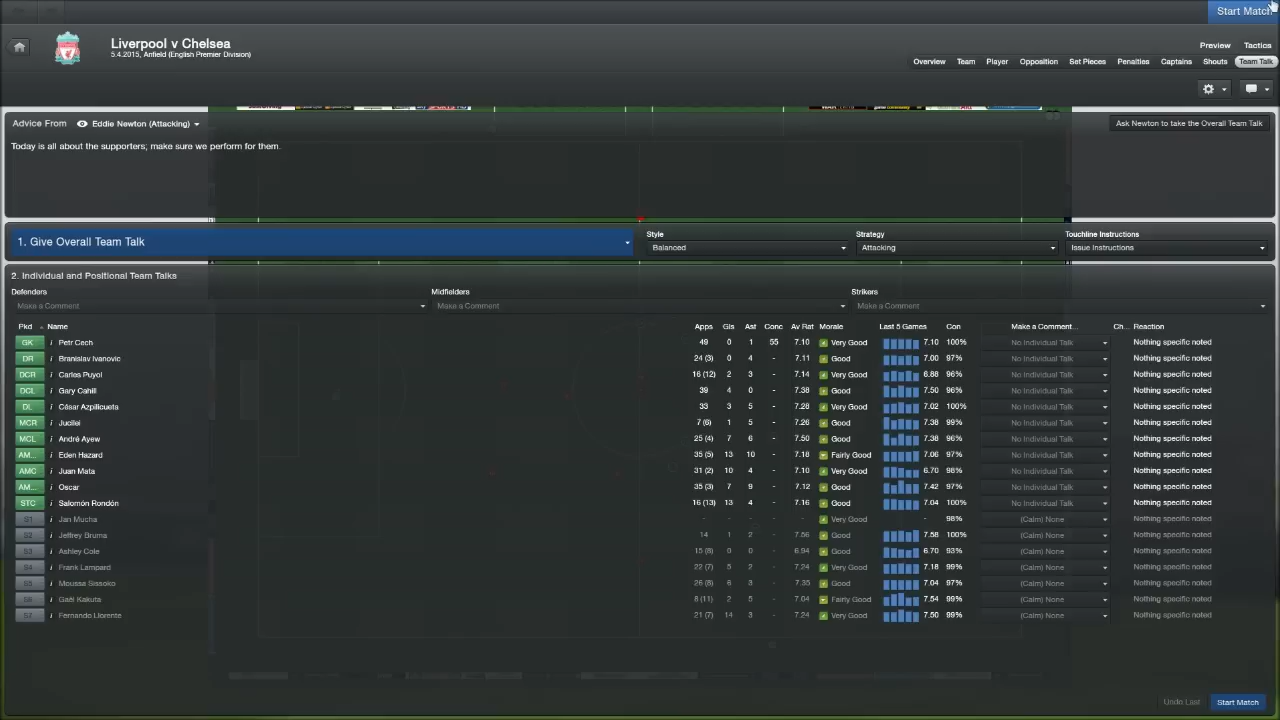 Start Match
Liverpool v Chelsea
5.4.2015, Anfield (English Premier Division)
Preview Tactics
Overview Team Player Opposition Set Pieces Penalties Captains Shouts Team Talk
Advice From Eddie Newton (Attacking)
Ask Newton to take the Overall Team Talk
Today is all about the supporters; make sure we perform for them.
1. Give Overall Team Talk
Style Strategy Touchline Instructions
Balanced Attacking Issue Instructions
2. Individual and Positional Team Talks
Defenders Midfielders Strikers
Make a Comment Make a Comment Make a Comment
Pkd Name Apps Gls Ast Conc Av Rat Morale Last 5 Games Con Make a Comment... Ch... Reaction
GK i Petr Cech 49 0 1 55 7.10 Very Good 7.10 100% No Individual Talk Nothing specific noted
DR i Branislav Ivanovic 24 (3) 0 4 - 7.11 Good 7.00 97% No Individual Talk Nothing specific noted
DCR i Carles Puyol 16 (12) 2 3 - 7.14 Very Good 6.88 96% No Individual Talk Nothing specific noted
DCL i Gary Cahill 39 1 0 - 7.38 Good 7.50 96% No Individual Talk Nothing specific noted
DL i César Azpilicueta 33 3 5 - 7.28 Very Good 7.02 100% No Individual Talk Nothing specific noted
MCR i Jucilei 7 (6) 1 5 - 7.26 Good 7.38 99% No Individual Talk Nothing specific noted
MCL i André Ayew 25 (4) 7 6 - 7.50 Good 7.38 96% No Individual Talk Nothing specific noted
AM... i Eden Hazard 35 (5) 13 10 - 7.18 Fairly Good 7.06 97% No Individual Talk Nothing specific noted
AMC i Juan Mata 31 (2) 10 4 - 7.10 Very Good 6.70 98% No Individual Talk Nothing specific noted
AM... i Oscar 35 (3) 7 9 - 7.12 Good 7.42 97% No Individual Talk Nothing specific noted
STC i Salomón Rondón 16 (13) 13 4 - 7.16 Good 7.04 100% No Individual Talk Nothing specific noted
S1 i Jan Mucha - - - - - Very Good - 98% (Calm) None Nothing specific noted
S2 i Jeffrey Bruma 14 1 2 - 7.56 Good 7.58 100% (Calm) None Nothing specific noted
S3 i Ashley Cole 15 (8) 0 0 - 6.94 Good 6.70 93% (Calm) None Nothing specific noted
S4 i Frank Lampard 22 (7) 5 2 - 7.24 Very Good 7.18 99% (Calm) None Nothing specific noted
S5 i Moussa Sissoko 26 (8) 6 3 - 7.35 Good 7.04 97% (Calm) None Nothing specific noted
S6 i Gaël Kakuta 8 (11) 2 5 - 7.04 Fairly Good 7.54 99% (Calm) None Nothing specific noted
S7 i Fernando Llorente 21 (7) 14 3 - 7.24 Very Good 7.50 99% (Calm) None Nothing specific noted
Undo Last Start Match